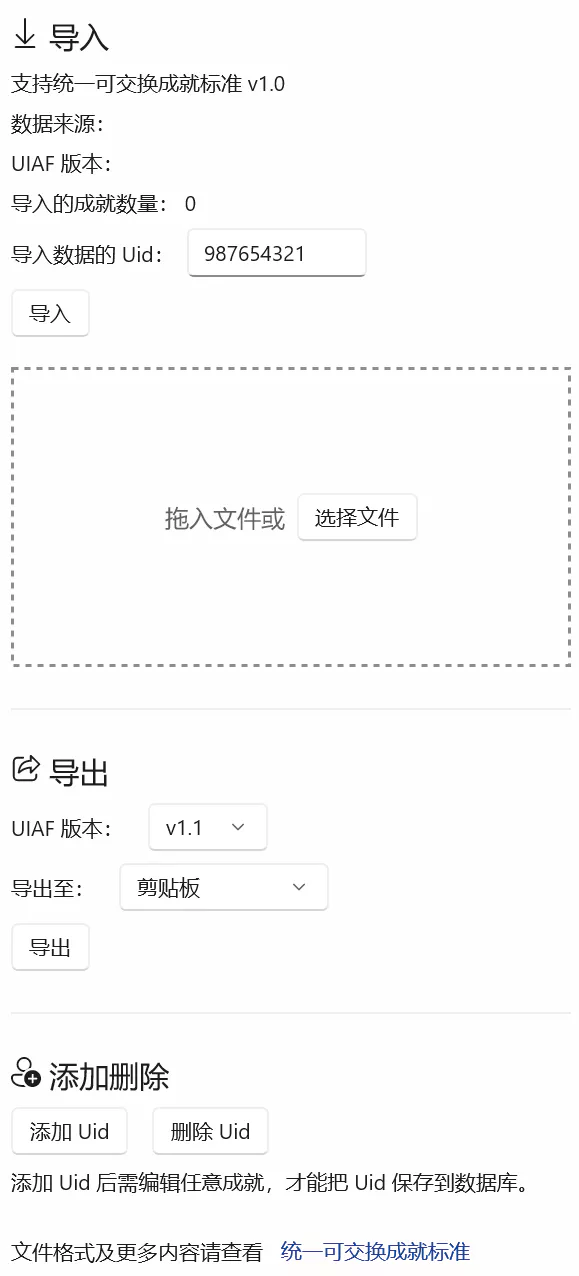 导入
支持统一可交换成就标准 v1.0
数据来源：
UIAF 版本：
导入的成就数量： 0
导入数据的 Uid： 987654321
导入
拖入文件或 选择文件
导出
UIAF 版本： v1.1
导出至： 剪贴板
导出
添加删除
添加 Uid 删除 Uid
添加 Uid 后需编辑任意成就，才能把 Uid 保存到数据库。
文件格式及更多内容请查看 统一可交换成就标准